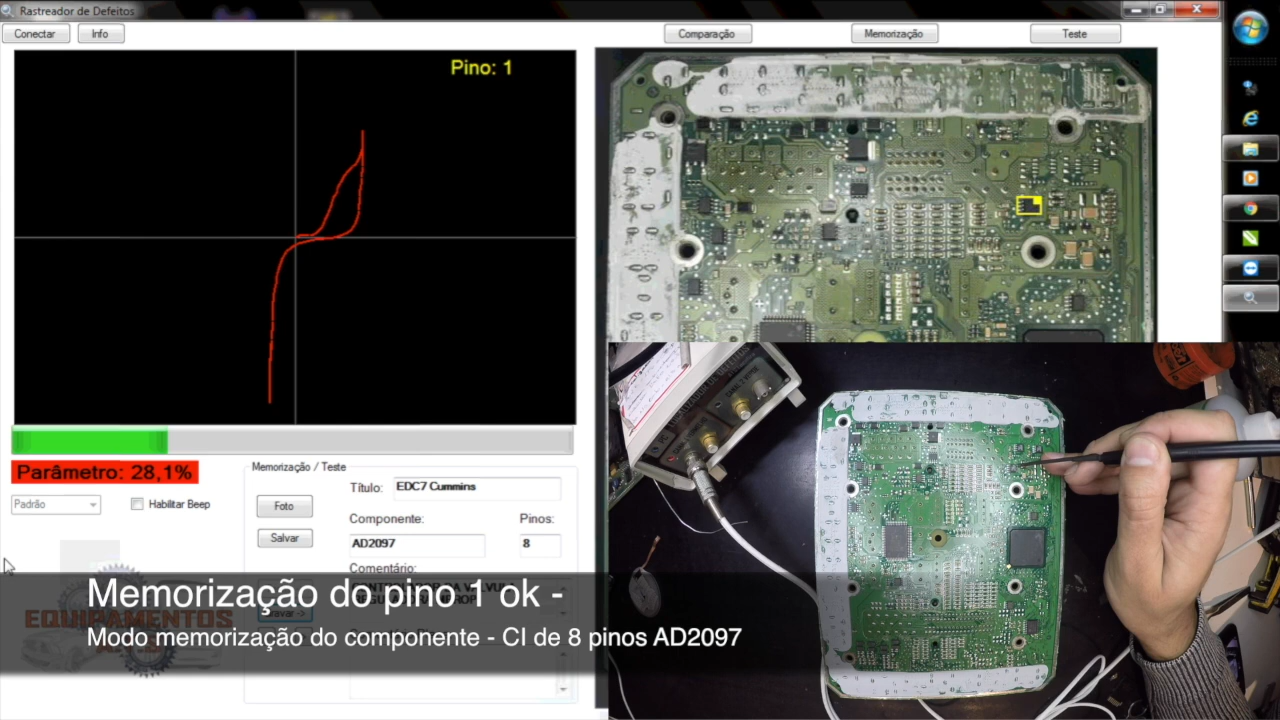 Rastreador de Defeitos
Conectar
Info
Comparação
Memorização
Teste
Pino: 1
Parâmetro: 28,1%
Padrão
Habilitar Beep
Memorização / Teste
Foto
Salvar
Título:
EDC7 Cummins
Componente:
Pinos:
AD2097
8
Comentário:
Memorização do pino 1 ok -
Modo memorização do componente - CI de 8 pinos AD2097
EQUIPAMENTOS